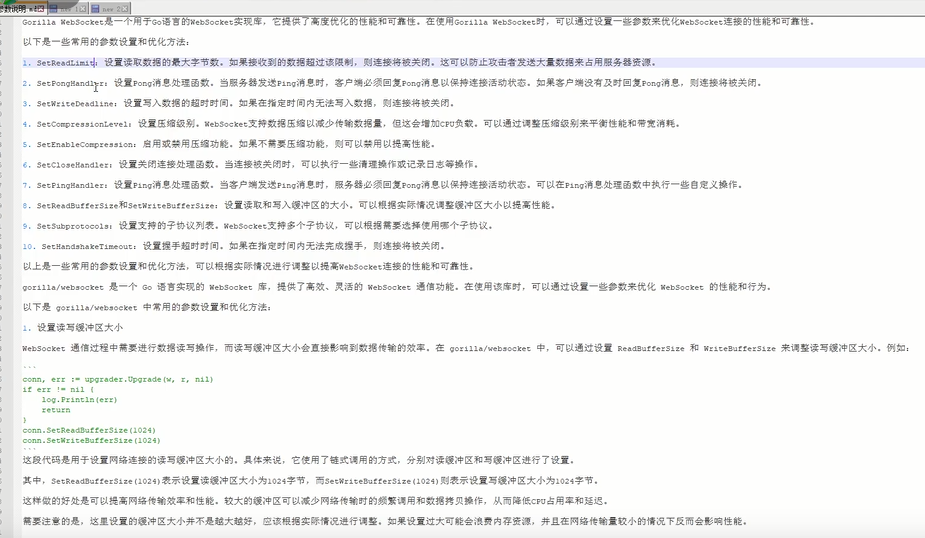 参数说明.md
new 1
new 2
Gorilla WebSocket是一个用于Go语言的WebSocket实现库，它提供了高度优化的性能和可靠性。在使用Gorilla WebSocket时，可以通过设置一些参数来优化WebSocket连接的性能和可靠性。
以下是一些常用的参数设置和优化方法：
1. SetReadLimit：设置读取数据的最大字节数。如果接收到的数据超过该限制，则连接将被关闭。这可以防止攻击者发送大量数据来占用服务器资源。
2. SetPongHandler：设置Pong消息处理函数。当服务器发送Ping消息时，客户端必须回复Pong消息以保持连接活动状态。如果客户端没有及时回复Pong消息，则连接将被关闭。
3. SetWriteDeadline：设置写入数据的超时时间。如果在指定时间内无法写入数据，则连接将被关闭。
4. SetCompressionLevel：设置压缩级别。WebSocket支持数据压缩以减少传输数据量，但这会增加CPU负载。可以通过调整压缩级别来平衡性能和带宽消耗。
5. SetEnableCompression：启用或禁用压缩功能。如果不需要压缩功能，则可以禁用以提高性能。
6. SetCloseHandler：设置关闭连接处理函数。当连接被关闭时，可以执行一些清理操作或记录日志等操作。
7. SetPingHandler：设置Ping消息处理函数。当客户端发送Ping消息时，服务器必须回复Pong消息以保持连接活动状态。可以在Ping消息处理函数中执行一些自定义操作。
8. SetReadBufferSize和SetWriteBufferSize：设置读取和写入缓冲区的大小。可以根据实际情况调整缓冲区大小以提高性能。
9. SetSubprotocols：设置支持的子协议列表。WebSocket支持多个子协议，可以根据需要选择使用哪个子协议。
10. SetHandshakeTimeout：设置握手超时时间。如果在指定时间内无法完成握手，则连接将被关闭。
以上是一些常用的参数设置和优化方法，可以根据实际情况进行调整以提高WebSocket连接的性能和可靠性。
gorilla/websocket 是一个 Go 语言实现的 WebSocket 库，提供了高效、灵活的 WebSocket 通信功能。在使用该库时，可以通过设置一些参数来优化 WebSocket 的性能和行为。
以下是 gorilla/websocket 中常用的参数设置和优化方法：
1. 设置读写缓冲区大小
WebSocket 通信过程中需要进行数据读写操作，而读写缓冲区大小会直接影响到数据传输的效率。在 gorilla/websocket 中，可以通过设置 ReadBufferSize 和 WriteBufferSize 来调整读写缓冲区大小。例如：
```
conn, err := upgrader.Upgrade(w, r, nil)
if err != nil {
log.Println(err)
return
}
conn.SetReadBufferSize(1024)
conn.SetWriteBufferSize(1024)
```
这段代码是用于设置网络连接的读写缓冲区大小的。具体来说，它使用了链式调用的方式，分别对读缓冲区和写缓冲区进行了设置。
其中，SetReadBufferSize(1024)表示设置读缓冲区大小为1024字节，而SetWriteBufferSize(1024)则表示设置写缓冲区大小为1024字节。
这样做的好处是可以提高网络传输效率和性能。较大的缓冲区可以减少网络传输时的频繁调用和数据拷贝操作，从而降低CPU占用率和延迟。
需要注意的是，这里设置的缓冲区大小并不是越大越好，应该根据实际情况进行调整。如果设置过大可能会浪费内存资源，并且在网络传输量较小的情况下反而会影响性能。